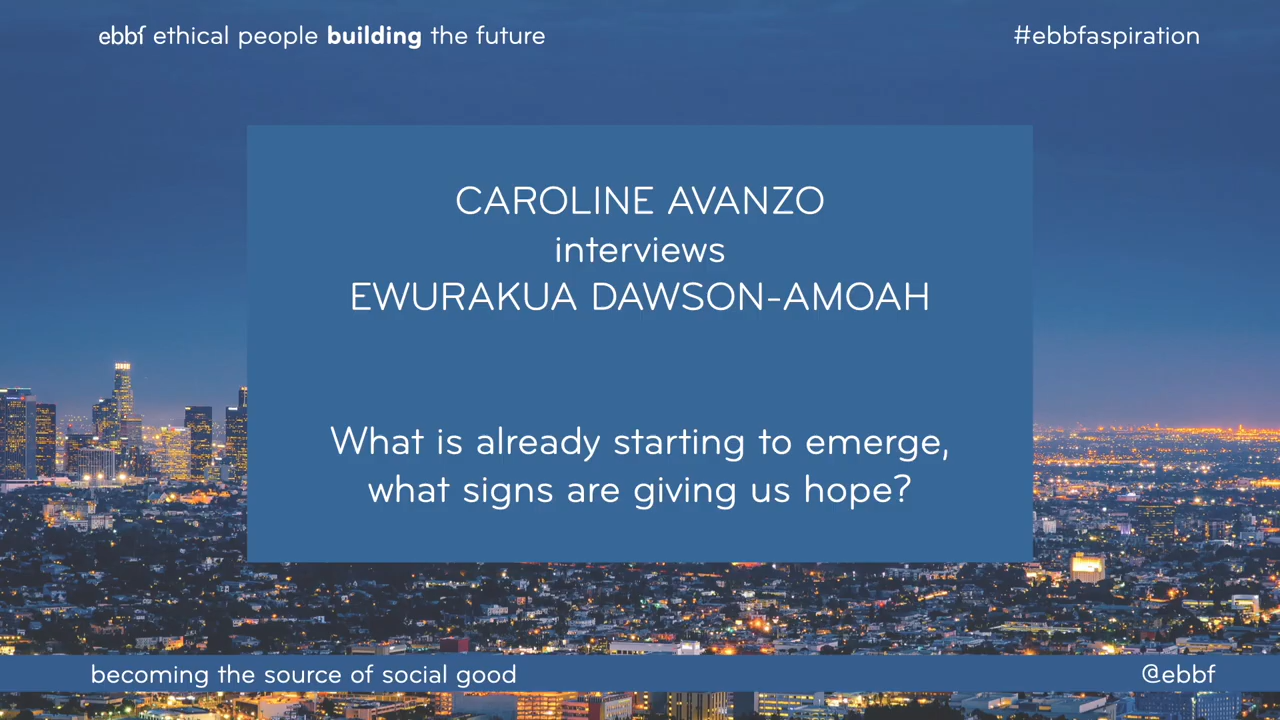 ebbf ethical people building the future
#ebbfaspiration
CAROLINE AVANZO
interviews
EWURAKUA DAWSON-AMOAH
What is already starting to emerge,
what signs are giving us hope?
becoming the source of social good
@ebbf